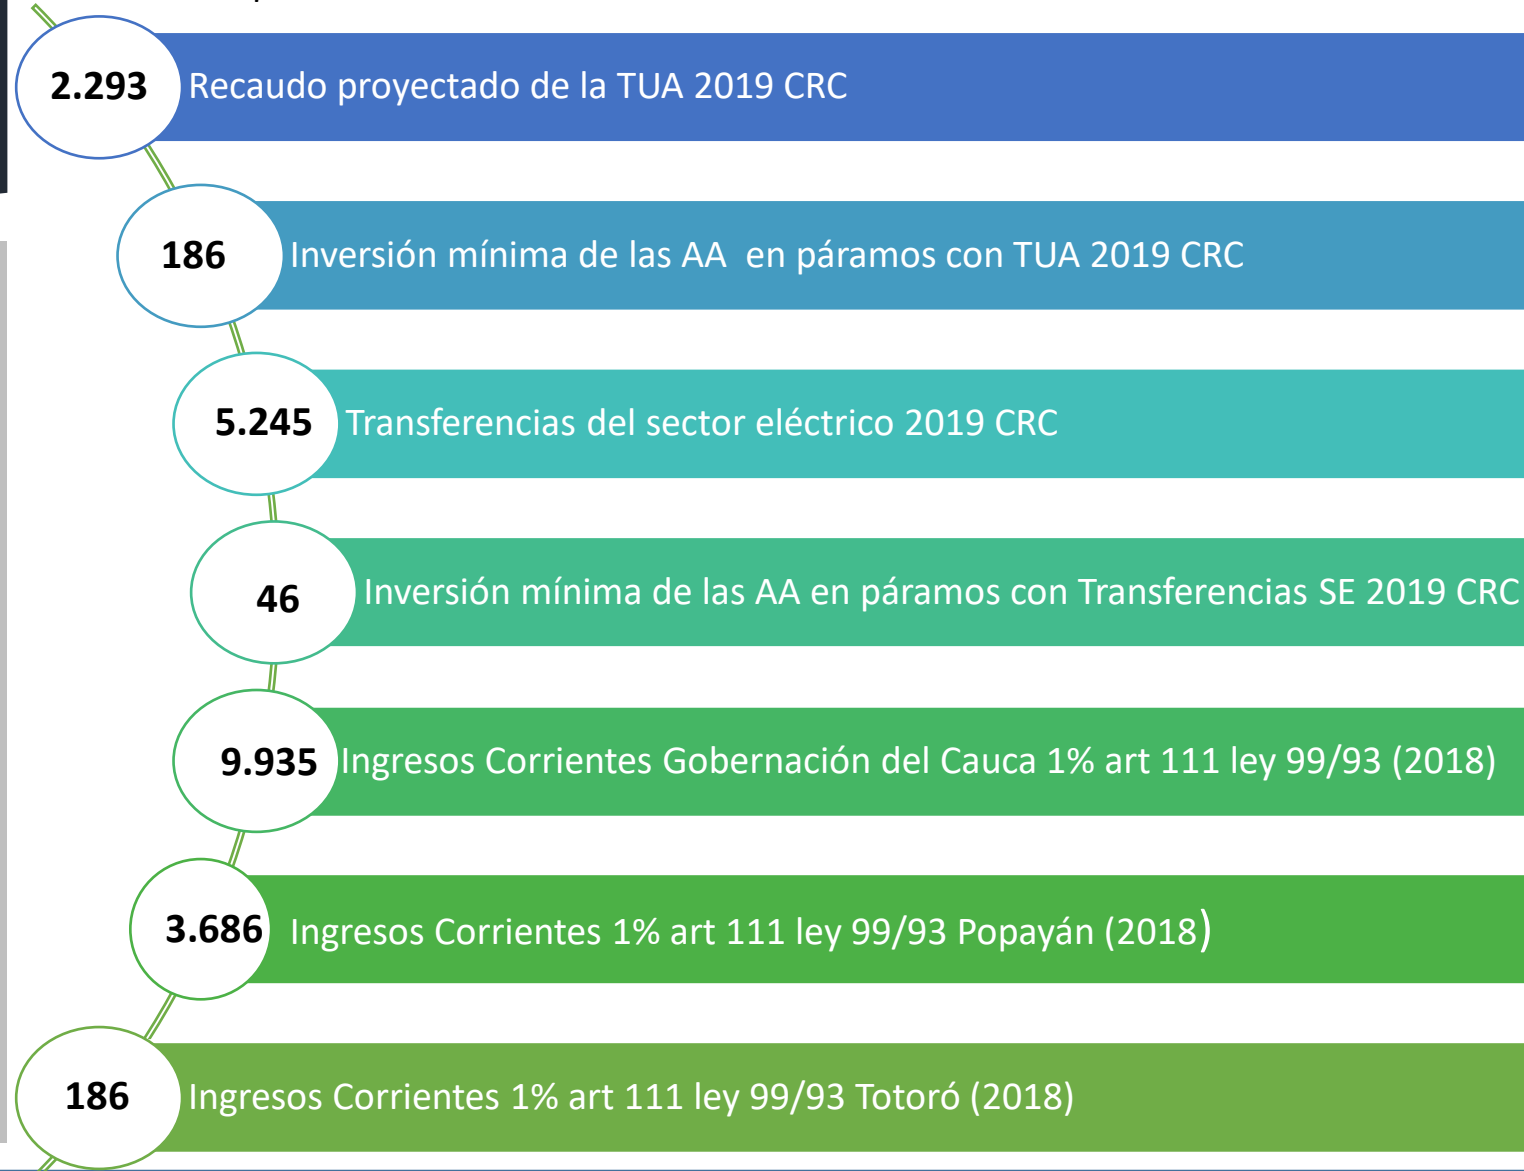 2.293 Recaudo proyectado de la TUA 2019 CRC
186 Inversión mínima de las AA en páramos con TUA 2019 CRC
5.245 Transferencias del sector eléctrico 2019 CRC
46 Inversión mínima de las AA en páramos con Transferencias SE 2019 CRC
9.935 Ingresos Corrientes Gobernación del Cauca 1% art 111 ley 99/93 (2018)
3.686 Ingresos Corrientes 1% art 111 ley 99/93 Popayán (2018)
186 Ingresos Corrientes 1% art 111 ley 99/93 Totoró (2018)